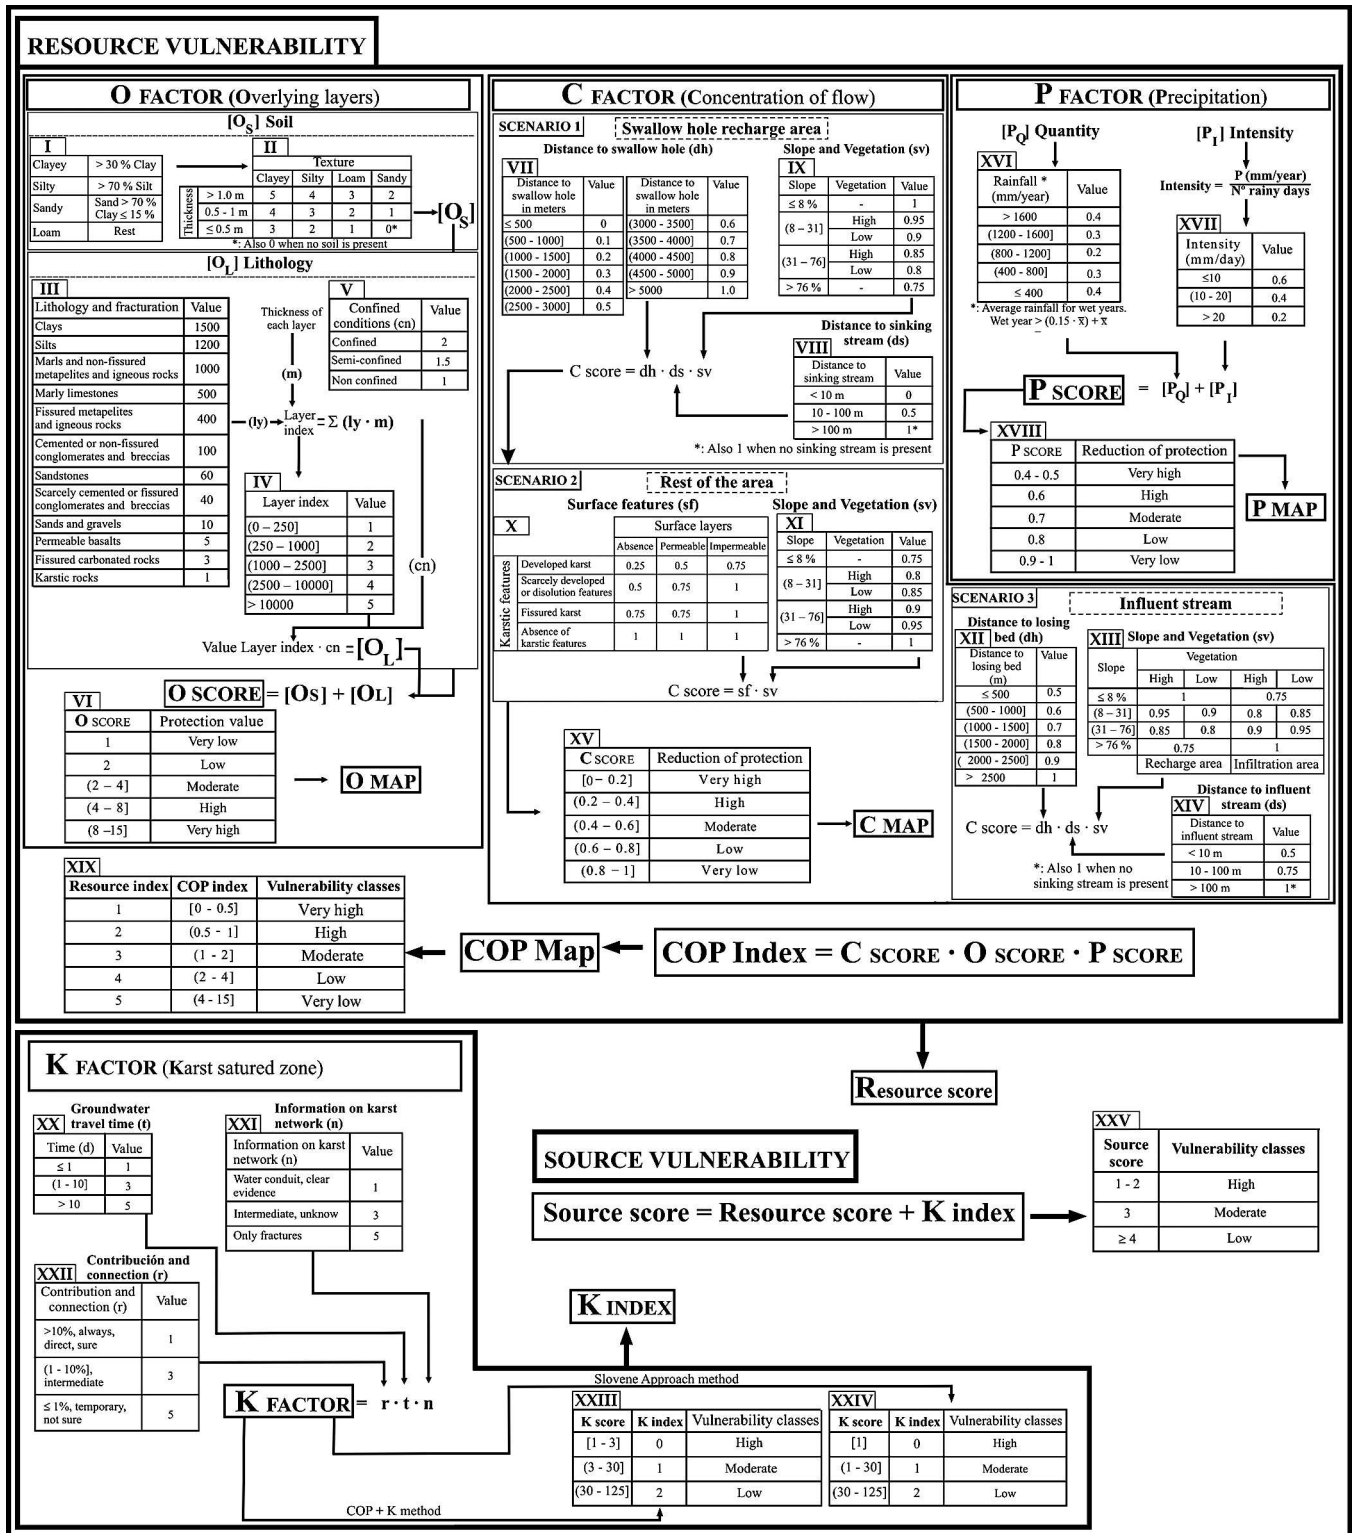 RESOURCE VULNERABILITY
O FACTOR (Overlying layers)
[OS] Soil
I
Clayey > 30 % Clay
Silty > 70 % Silt
Sandy Sand > 70 % Clay ≤ 15 %
Loam Rest
II
Texture
Clayey Silty Loam Sandy
Thickness
> 1.0 m 5 4 3 2
0.5 - 1 m 4 3 2 1
≤ 0.5 m 3 2 1 0*
[OS]
*: Also 0 when no soil is present
[OL] Lithology
III
Lithology and fracturation Value
Clays 1500
Silts 1200
Marls and non-fissured metapelites and igneous rocks 1000
Marly limestones 500
Fissured metapelites and igneous rocks 400
Cemented or non-fissured conglomerates and breccias 100
Sandstones 60
Scarcely cemented or fissured conglomerates and breccias 40
Sands and gravels 10
Permeable basalts 5
Fissured carbonated rocks 3
Karstic rocks 1
Thickness of each layer
(m)
(ly)
Layer index = Σ (ly · m)
V
Confined conditions (cn) Value
Confined 2
Semi-confined 1.5
Non confined 1
IV
Layer index Value
(0 – 250] 1
(250 – 1000] 2
(1000 – 2500] 3
(2500 – 10000] 4
> 10000 5
(cn)
Value Layer index · cn = [OL]
O SCORE = [OS] + [OL]
VI
O SCORE Protection value
1 Very low
2 Low
(2 – 4] Moderate
(4 – 8] High
(8 –15] Very high
O MAP
C FACTOR (Concentration of flow)
SCENARIO 1
Swallow hole recharge area
Distance to swallow hole (dh)
VII
Distance to swallow hole in meters Value Distance to swallow hole in meters Value
≤ 500 0 (3000 - 3500] 0.6
(500 - 1000] 0.1 (3500 - 4000] 0.7
(1000 - 1500] 0.2 (4000 - 4500] 0.8
(1500 - 2000] 0.3 (4500 - 5000] 0.9
(2000 - 2500] 0.4 > 5000 1.0
(2500 - 3000] 0.5
Slope and Vegetation (sv)
IX
Slope Vegetation Value
≤ 8 % - 1
(8 – 31] High 0.95
Low 0.9
(31 – 76] High 0.85
Low 0.8
> 76 % - 0.75
Distance to sinking stream (ds)
VIII
Distance to sinking stream Value
< 10 m 0
10 - 100 m 0.5
> 100 m 1*
*: Also 1 when no sinking stream is present
C score = dh · ds · sv
SCENARIO 2
Rest of the area
Surface features (sf)
X
Surface layers
Absence Permeable Impermeable
Karstic features
Developed karst 0.25 0.5 0.75
Scarcely developed or disolution features 0.5 0.75 1
Fissured karst 0.75 0.75 1
Absence of karstic features 1 1 1
Slope and Vegetation (sv)
XI
Slope Vegetation Value
≤ 8 % - 0.75
(8 – 31] High 0.8
Low 0.85
(31 – 76] High 0.9
Low 0.95
> 76 % - 1
C score = sf · sv
XV
C SCORE Reduction of protection
[0 – 0.2] Very high
(0.2 – 0.4] High
(0.4 – 0.6] Moderate
(0.6 – 0.8] Low
(0.8 – 1] Very low
C MAP
P FACTOR (Precipitation)
[PQ] Quantity
XVI
Rainfall * (mm/year) Value
> 1600 0.4
(1200 - 1600] 0.3
(800 - 1200] 0.2
(400 - 800] 0.3
≤ 400 0.4
*: Average rainfall for wet years.
Wet year > (0.15 · x̄) + x̄
[PI] Intensity
Intensity = P (mm/year) / Nº rainy days
XVII
Intensity (mm/day) Value
≤10 0.6
(10 - 20] 0.4
> 20 0.2
P SCORE = [PQ] + [PI]
XVIII
P SCORE Reduction of protection
0.4 - 0.5 Very high
0.6 High
0.7 Moderate
0.8 Low
0.9 - 1 Very low
P MAP
SCENARIO 3
Influent stream
Distance to losing bed (dh)
XII
Distance to losing bed (m) Value
≤ 500 0.5
(500 - 1000] 0.6
(1000 - 1500] 0.7
(1500 - 2000] 0.8
( 2000 - 2500] 0.9
> 2500 1
XIII Slope and Vegetation (sv)
Slope Vegetation
High Low High Low
≤ 8 % 1 0.75
(8 – 31] 0.95 0.9 0.8 0.85
(31 – 76] 0.85 0.8 0.9 0.95
> 76 % 0.75 1
Recharge area Infiltration area
C score = dh · ds · sv
Distance to influent stream (ds)
XIV
Distance to influent stream Value
< 10 m 0.5
10 - 100 m 0.75
> 100 m 1*
*: Also 1 when no sinking stream is present
XIX
Resource index COP index Vulnerability classes
1 [0 - 0.5] Very high
2 (0.5 - 1] High
3 (1 - 2] Moderate
4 (2 - 4] Low
5 (4 - 15] Very low
COP Map
COP Index = C SCORE · O SCORE · P SCORE
K FACTOR (Karst satured zone)
XX
Groundwater travel time (t)
Time (d) Value
≤ 1 1
(1 - 10] 3
> 10 5
XXI
Information on karst network (n)
Information on karst network (n) Value
Water conduit, clear evidence 1
Intermediate, unknow 3
Only fractures 5
XXII
Contribución and connection (r)
Contribution and connection (r) Value
>10%, always, direct, sure 1
(1 - 10%], intermediate 3
≤ 1%, temporary, not sure 5
K FACTOR = r · t · n
Resource score
SOURCE VULNERABILITY
Source score = Resource score + K index
XXV
Source score Vulnerability classes
1 - 2 High
3 Moderate
≥ 4 Low
K INDEX
Slovene Approach method
XXIII
K score K index Vulnerability classes
[1 - 3] 0 High
(3 - 30] 1 Moderate
(30 - 125] 2 Low
XXIV
K score K index Vulnerability classes
[1] 0 High
(1 - 30] 1 Moderate
(30 - 125] 2 Low
COP + K method